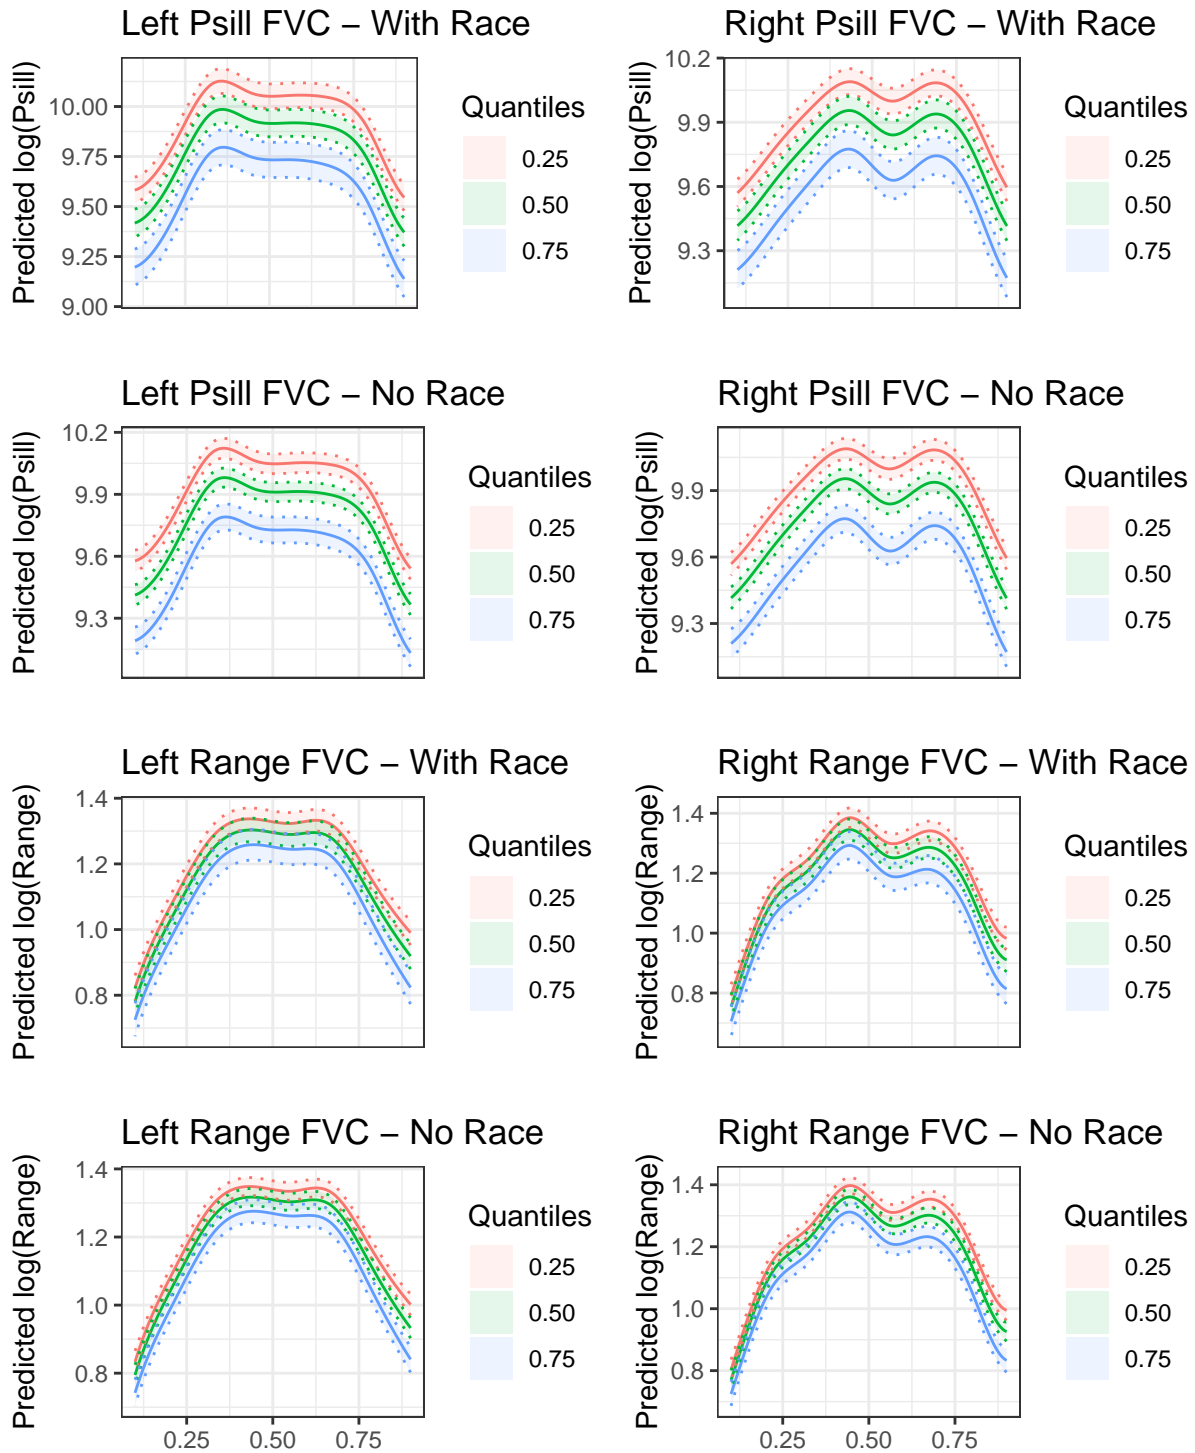 Left Psill FVC – With Race
Predicted log(Psill)
10.00
9.75
9.50
9.25
9.00
Quantiles
0.25
0.50
0.75
Right Psill FVC – With Race
Predicted log(Psill)
10.2
9.9
9.6
9.3
Quantiles
0.25
0.50
0.75
Left Psill FVC – No Race
Predicted log(Psill)
10.2
9.9
9.6
9.3
Quantiles
0.25
0.50
0.75
Right Psill FVC – No Race
Predicted log(Psill)
9.9
9.6
9.3
Quantiles
0.25
0.50
0.75
Left Range FVC – With Race
Predicted log(Range)
1.4
1.2
1.0
0.8
Quantiles
0.25
0.50
0.75
Right Range FVC – With Race
Predicted log(Range)
1.4
1.2
1.0
0.8
Quantiles
0.25
0.50
0.75
Left Range FVC – No Race
Predicted log(Range)
1.4
1.2
1.0
0.8
0.25 0.50 0.75
Quantiles
0.25
0.50
0.75
Right Range FVC – No Race
Predicted log(Range)
1.4
1.2
1.0
0.8
0.25 0.50 0.75
Quantiles
0.25
0.50
0.75